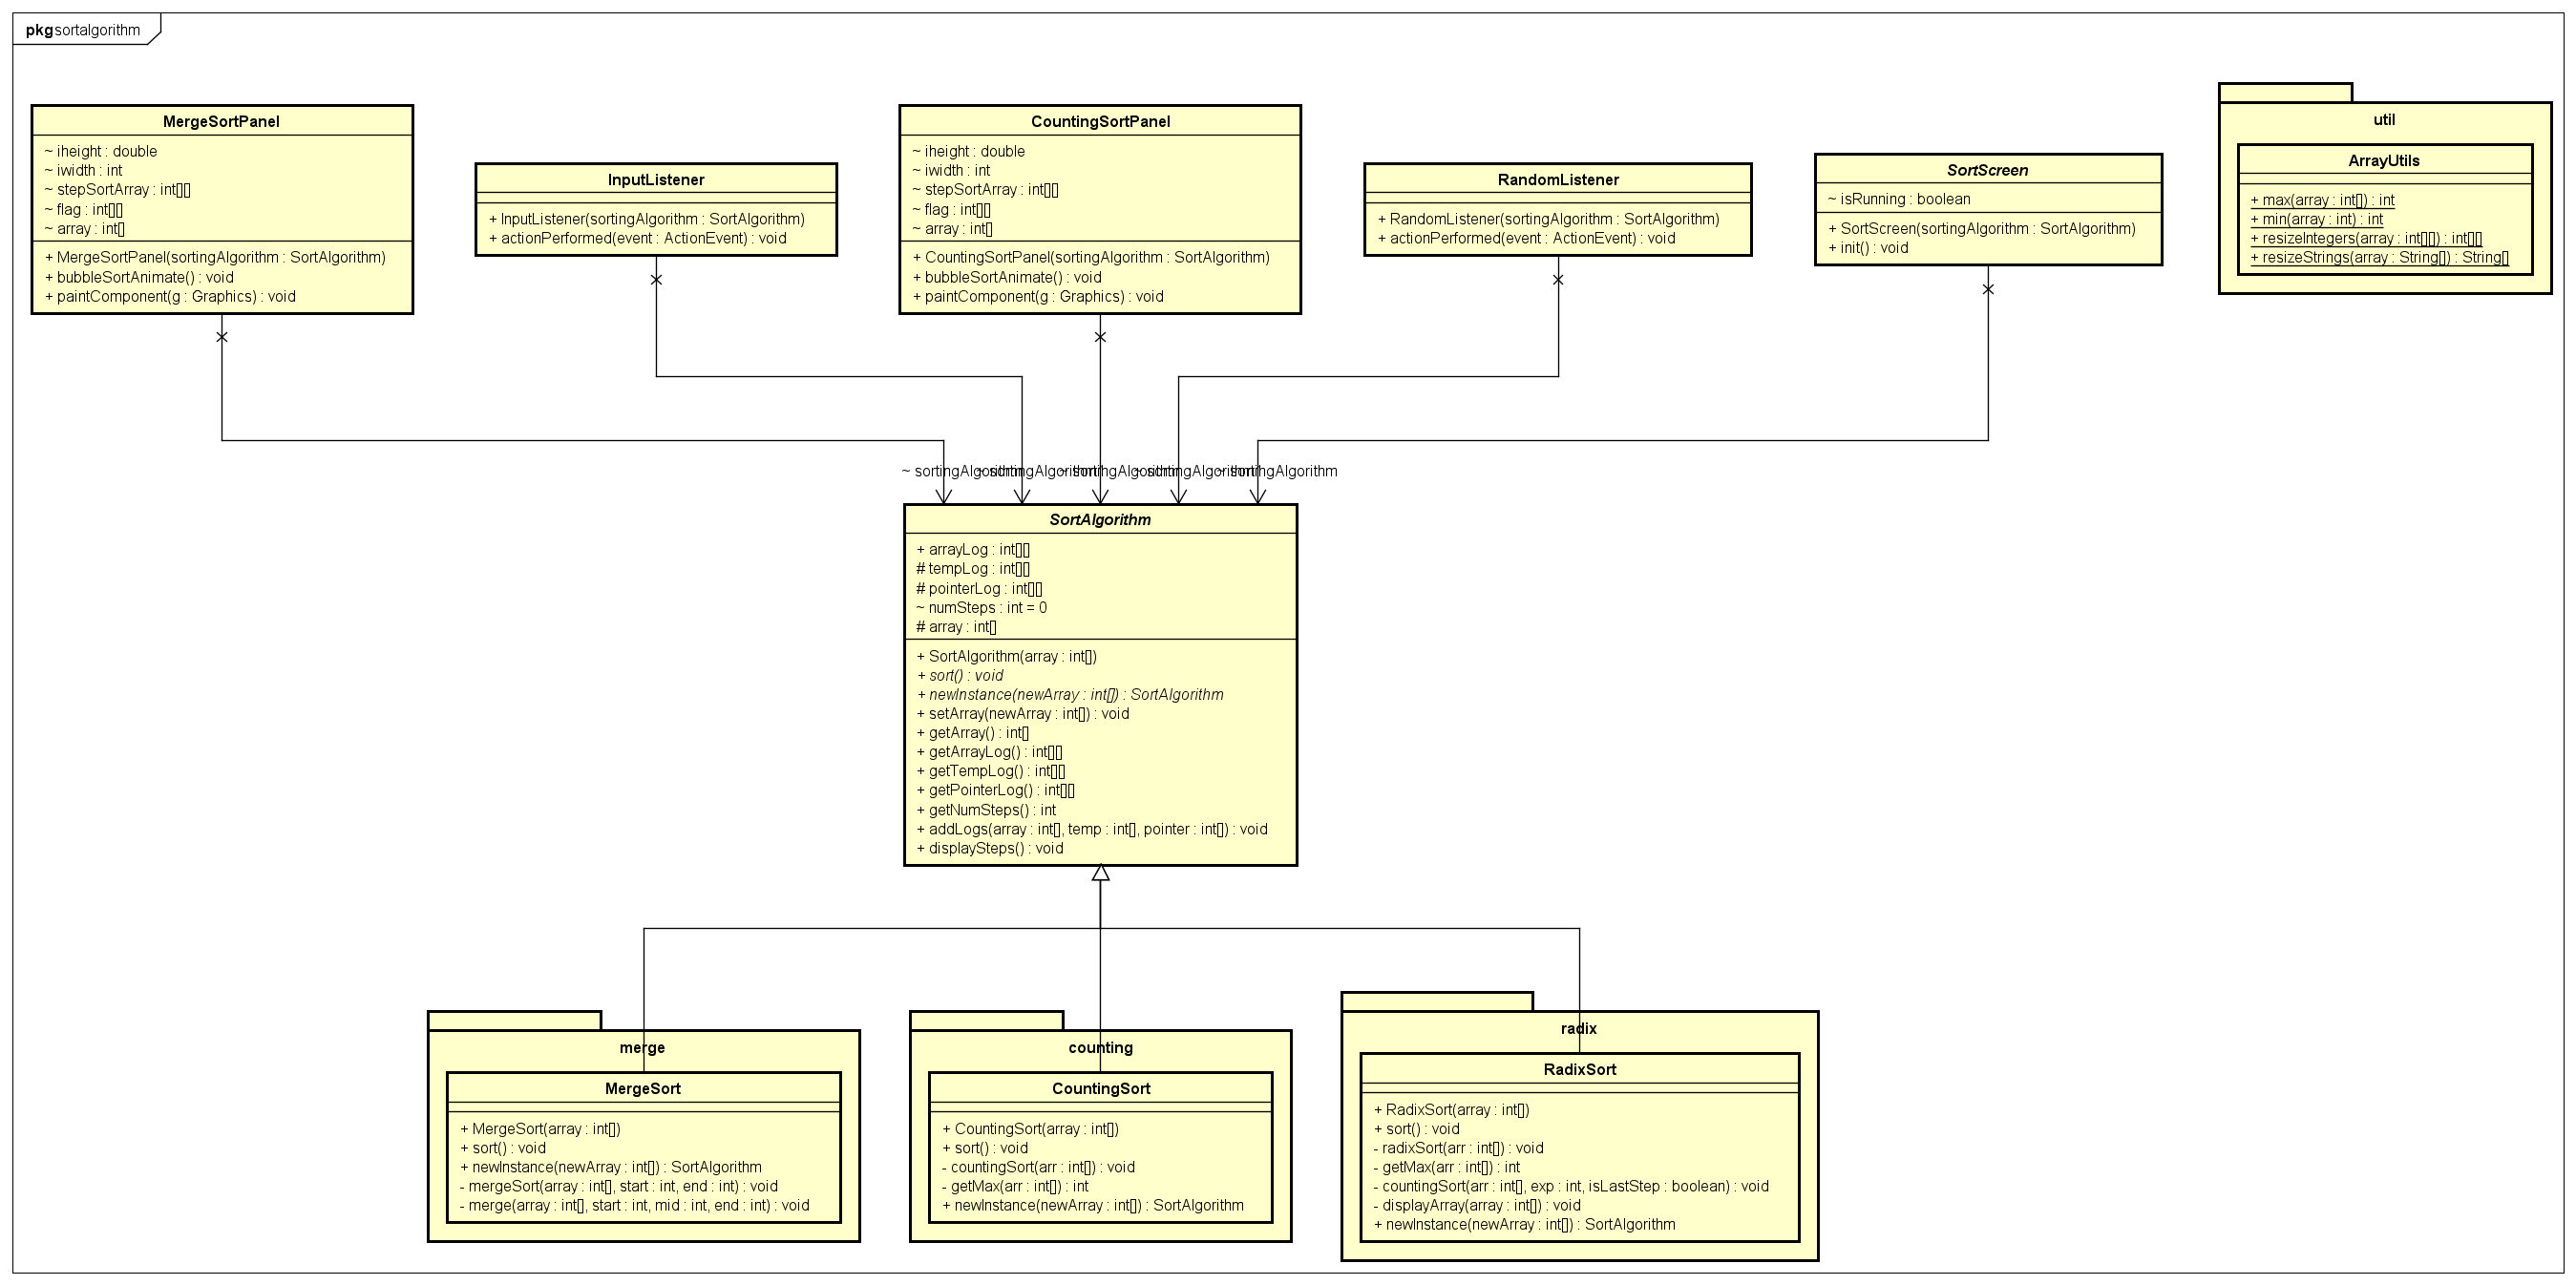 pkg sortalgorithm
MergeSortPanel
~ iheight : double
~ iwidth : int
~ stepSortArray : int[][]
~ flag : int[][]
~ array : int[]
+ MergeSortPanel(sortingAlgorithm : SortAlgorithm)
+ bubbleSortAnimate() : void
+ paintComponent(g : Graphics) : void
InputListener
+ InputListener(sortingAlgorithm : SortAlgorithm)
+ actionPerformed(event : ActionEvent) : void
CountingSortPanel
~ iheight : double
~ iwidth : int
~ stepSortArray : int[][]
~ flag : int[][]
~ array : int[]
+ CountingSortPanel(sortingAlgorithm : SortAlgorithm)
+ bubbleSortAnimate() : void
+ paintComponent(g : Graphics) : void
RandomListener
+ RandomListener(sortingAlgorithm : SortAlgorithm)
+ actionPerformed(event : ActionEvent) : void
SortScreen
~ isRunning : boolean
+ SortScreen(sortingAlgorithm : SortAlgorithm)
+ init() : void
util
ArrayUtils
+ max(array : int[]) : int
+ min(array : int) : int
+ resizeIntegers(array : int[][]) : int[][]
+ resizeStrings(array : String[]) : String[]
~ sortingAlgorithm
~ sortingAlgorithm
~ sortingAlgorithm
~ sortingAlgorithm
~ sortingAlgorithm
SortAlgorithm
+ arrayLog : int[][]
# tempLog : int[][]
# pointerLog : int[][]
~ numSteps : int = 0
# array : int[]
+ SortAlgorithm(array : int[])
+ sort() : void
+ newInstance(newArray : int[]) : SortAlgorithm
+ setArray(newArray : int[]) : void
+ getArray() : int[]
+ getArrayLog() : int[][]
+ getTempLog() : int[][]
+ getPointerLog() : int[][]
+ getNumSteps() : int
+ addLogs(array : int[], temp : int[], pointer : int[]) : void
+ displaySteps() : void
merge
MergeSort
+ MergeSort(array : int[])
+ sort() : void
+ newInstance(newArray : int[]) : SortAlgorithm
- mergeSort(array : int[], start : int, end : int) : void
- merge(array : int[], start : int, mid : int, end : int) : void
counting
CountingSort
+ CountingSort(array : int[])
+ sort() : void
- countingSort(arr : int[]) : void
- getMax(arr : int[]) : int
+ newInstance(newArray : int[]) : SortAlgorithm
radix
RadixSort
+ RadixSort(array : int[])
+ sort() : void
- radixSort(arr : int[]) : void
- getMax(arr : int[]) : int
- countingSort(arr : int[], exp : int, isLastStep : boolean) : void
- displayArray(array : int[]) : void
+ newInstance(newArray : int[]) : SortAlgorithm